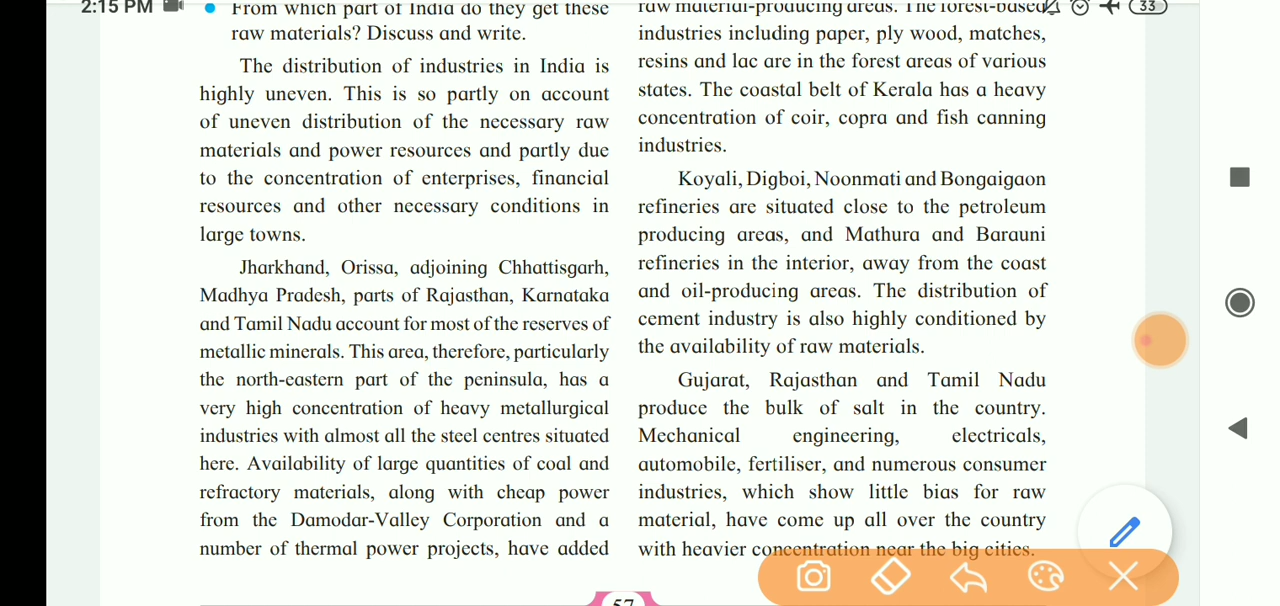 2:15 PM
33
From which part of India do they get these
raw materials? Discuss and write.
The distribution of industries in India is
highly uneven. This is so partly on account
of uneven distribution of the necessary raw
materials and power resources and partly due
to the concentration of enterprises, financial
resources and other necessary conditions in
large towns.
Jharkhand, Orissa, adjoining Chhattisgarh,
Madhya Pradesh, parts of Rajasthan, Karnataka
and Tamil Nadu account for most of the reserves of
metallic minerals. This area, therefore, particularly
the north-eastern part of the peninsula, has a
very high concentration of heavy metallurgical
industries with almost all the steel centres situated
here. Availability of large quantities of coal and
refractory materials, along with cheap power
from the Damodar-Valley Corporation and a
number of thermal power projects, have added
raw material-producing areas. The forest-based
industries including paper, ply wood, matches,
resins and lac are in the forest areas of various
states. The coastal belt of Kerala has a heavy
concentration of coir, copra and fish canning
industries.
Koyali, Digboi, Noonmati and Bongaigaon
refineries are situated close to the petroleum
producing areas, and Mathura and Barauni
refineries in the interior, away from the coast
and oil-producing areas. The distribution of
cement industry is also highly conditioned by
the availability of raw materials.
Gujarat, Rajasthan and Tamil Nadu
produce the bulk of salt in the country.
Mechanical engineering, electricals,
automobile, fertiliser, and numerous consumer
industries, which show little bias for raw
material, have come up all over the country
with heavier concentration near the big cities.
57